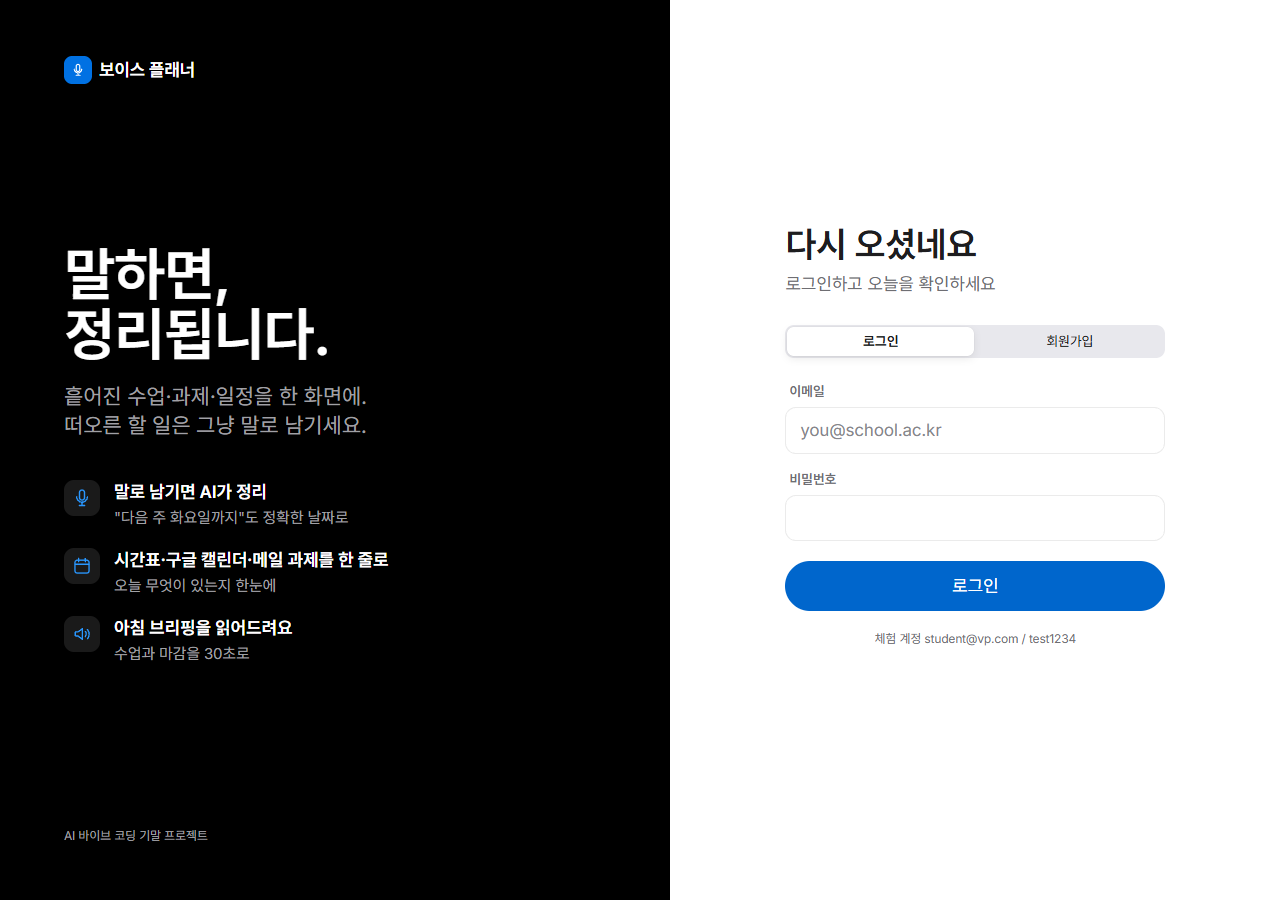 보이스 플래너
말하면,
정리됩니다.
흩어진 수업·과제·일정을 한 화면에.
떠오른 할 일은 그냥 말로 남기세요.
말로 남기면 AI가 정리
"다음 주 화요일까지"도 정확한 날짜로
시간표·구글 캘린더·메일 과제를 한 줄로
오늘 무엇이 있는지 한눈에
아침 브리핑을 읽어드려요
수업과 마감을 30초로
AI 바이브 코딩 기말 프로젝트
다시 오셨네요
로그인하고 오늘을 확인하세요
로그인 회원가입
이메일
you@school.ac.kr
비밀번호
로그인
체험 계정 student@vp.com / test1234